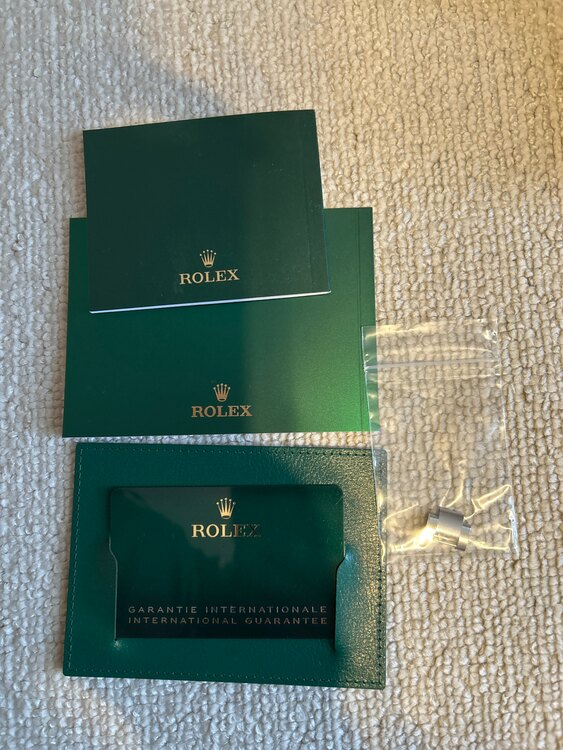 ROLEX
ROLEX
ROLEX
GARANTIE INTERNATIONALE
INTERNATIONAL GUARANTEE